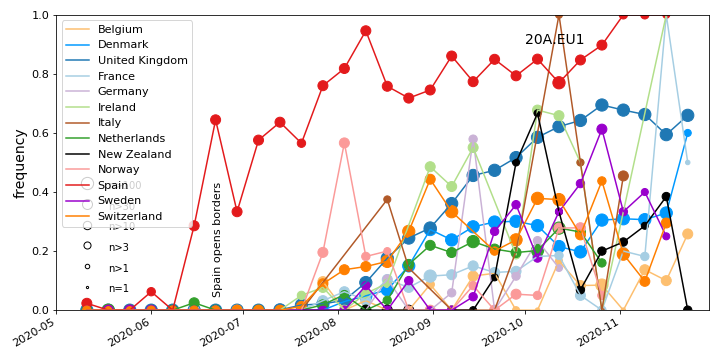 20A.EU1
1.0
0.8
0.6
0.4
0.2
0.0
frequency
Belgium
Denmark
United Kingdom
France
Germany
Ireland
Italy
Netherlands
New Zealand
Norway
Spain
Sweden
Switzerland
n>10
n>3
n>1
n=1
Spain opens borders
2020-05
2020-06
2020-07
2020-08
2020-09
2020-10
2020-11